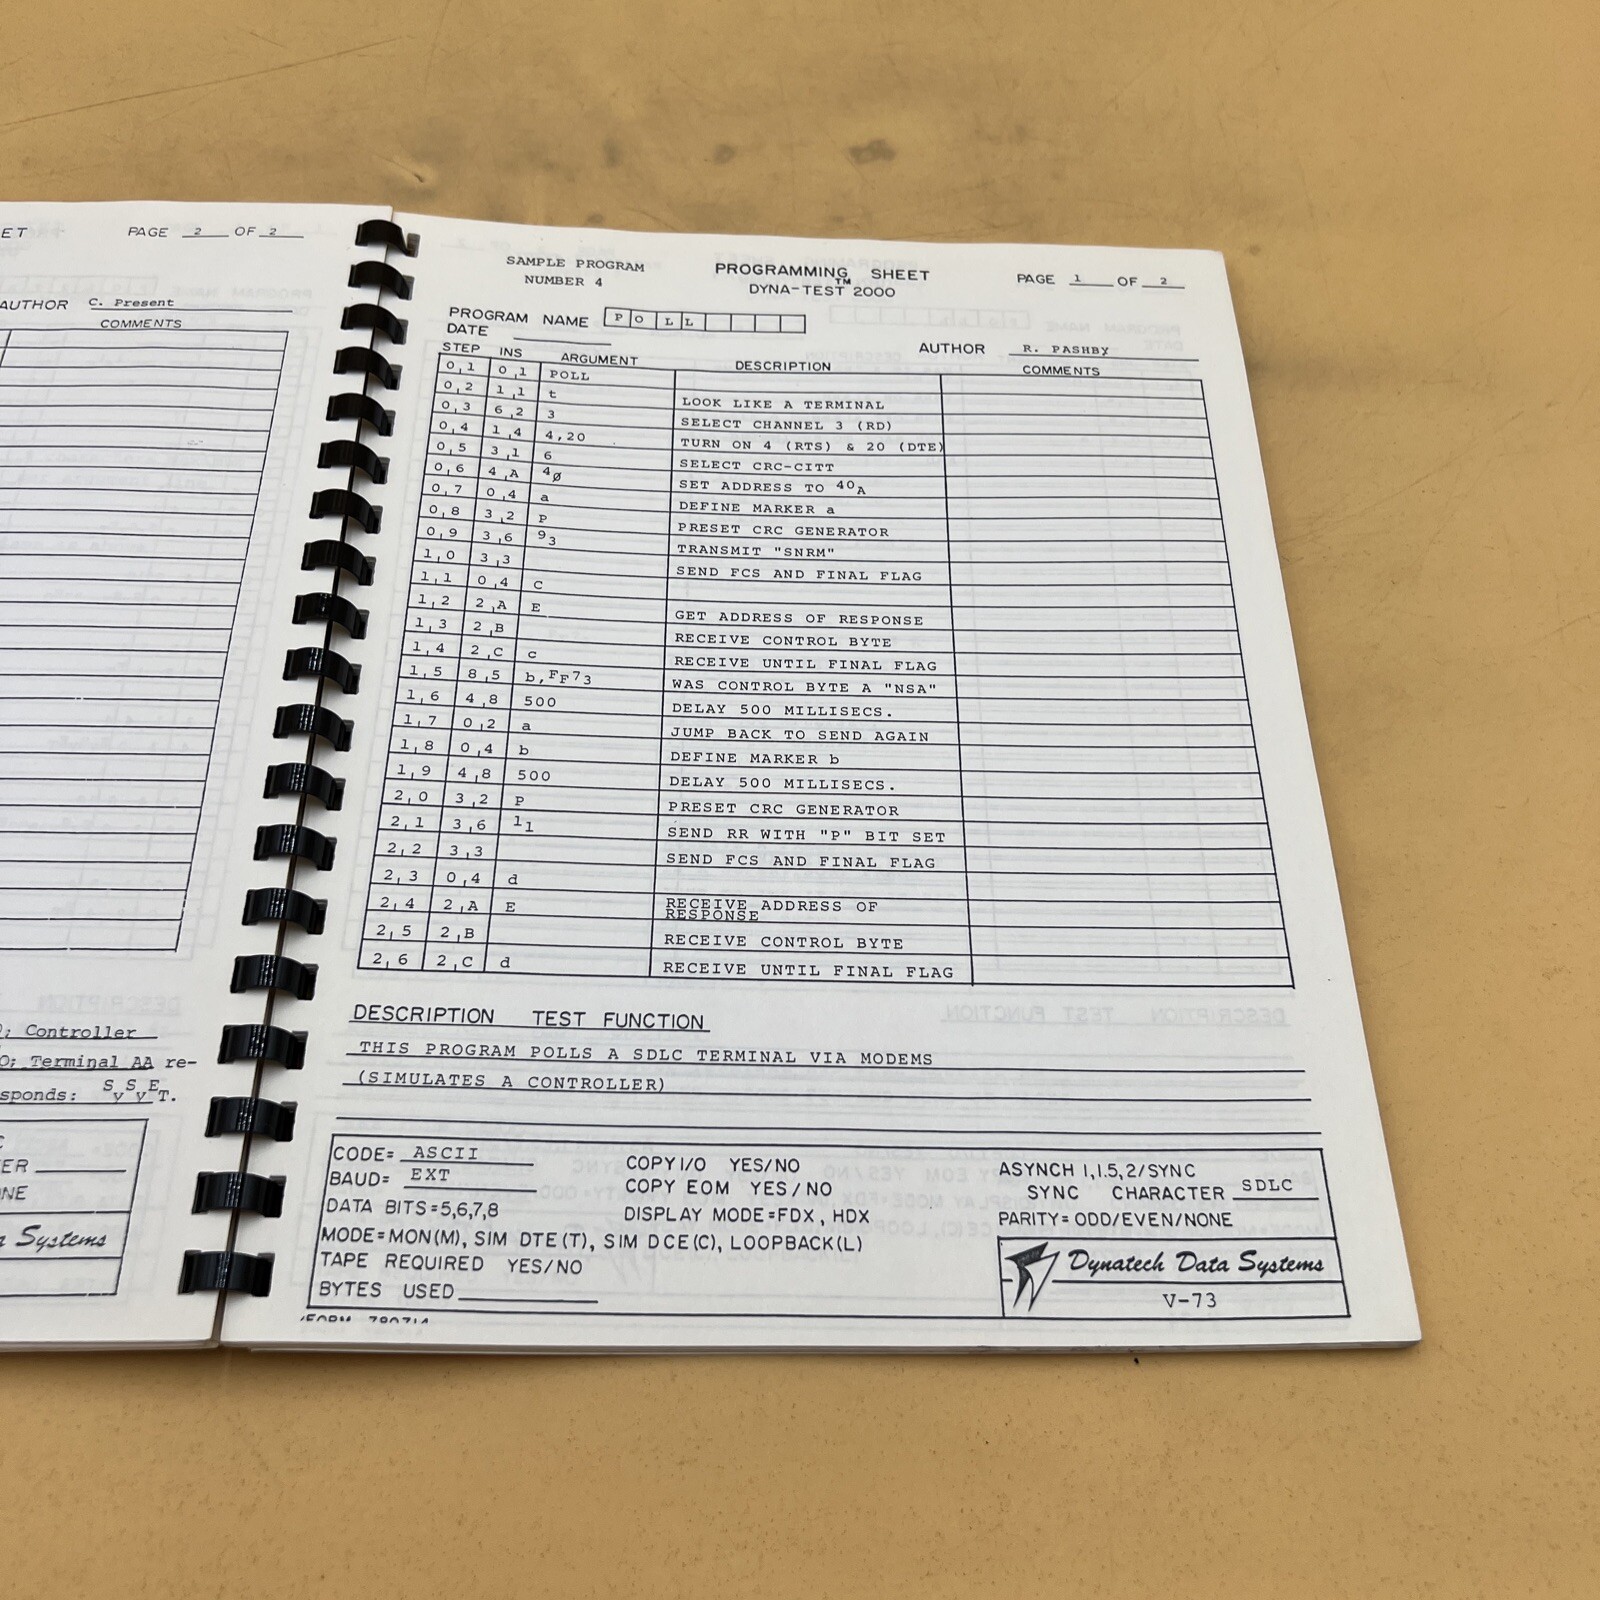 ET PAGE 2 OF 2
AUTHOR C. Present
COMMENTS
Controller
O; Terminal AA re-
sponds: SySyET.
ER
NE
Systems
SAMPLE PROGRAM
NUMBER 4
PROGRAMMING SHEET
DYNA-TEST™ 2000
PAGE 1 OF 2
PROGRAM NAME POLL
DATE
AUTHOR R. PASHBY
STEP INS ARGUMENT DESCRIPTION COMMENTS
0,1 0,1 POLL
0,2 1,1 t LOOK LIKE A TERMINAL
0,3 6,2 3 SELECT CHANNEL 3 (RD)
0,4 1,4 4,20 TURN ON 4 (RTS) & 20 (DTE)
0,5 3,1 6 SELECT CRC-CITT
0,6 4,A 4ø SET ADDRESS TO 40A
0,7 0,4 a DEFINE MARKER a
0,8 3,2 P PRESET CRC GENERATOR
0,9 3,6 93 TRANSMIT "SNRM"
1,0 3,3 SEND FCS AND FINAL FLAG
1,1 0,4 C
1,2 2,A E GET ADDRESS OF RESPONSE
1,3 2,B RECEIVE CONTROL BYTE
1,4 2,C c RECEIVE UNTIL FINAL FLAG
1,5 8,5 b,FF73 WAS CONTROL BYTE A "NSA"
1,6 4,8 500 DELAY 500 MILLISECS.
1,7 0,2 a JUMP BACK TO SEND AGAIN
1,8 0,4 b DEFINE MARKER b
1,9 4,8 500 DELAY 500 MILLISECS.
2,0 3,2 P PRESET CRC GENERATOR
2,1 3,6 11 SEND RR WITH "P" BIT SET
2,2 3,3 SEND FCS AND FINAL FLAG
2,3 0,4 d
2,4 2,A E RECEIVE ADDRESS OF
RESPONSE
2,5 2,B RECEIVE CONTROL BYTE
2,6 2,C d RECEIVE UNTIL FINAL FLAG
DESCRIPTION TEST FUNCTION
THIS PROGRAM POLLS A SDLC TERMINAL VIA MODEMS
(SIMULATES A CONTROLLER)
CODE= ASCII COPY I/O YES/NO ASYNCH 1,1.5,2/SYNC
BAUD= EXT COPY EOM YES/NO SYNC CHARACTER SDLC
DATA BITS=5,6,7,8 DISPLAY MODE=FDX, HDX PARITY=ODD/EVEN/NONE
MODE=MON(M), SIM DTE(T), SIM DCE(C), LOOPBACK(L)
TAPE REQUIRED YES/NO
BYTES USED
Dynatech Data Systems
V-73